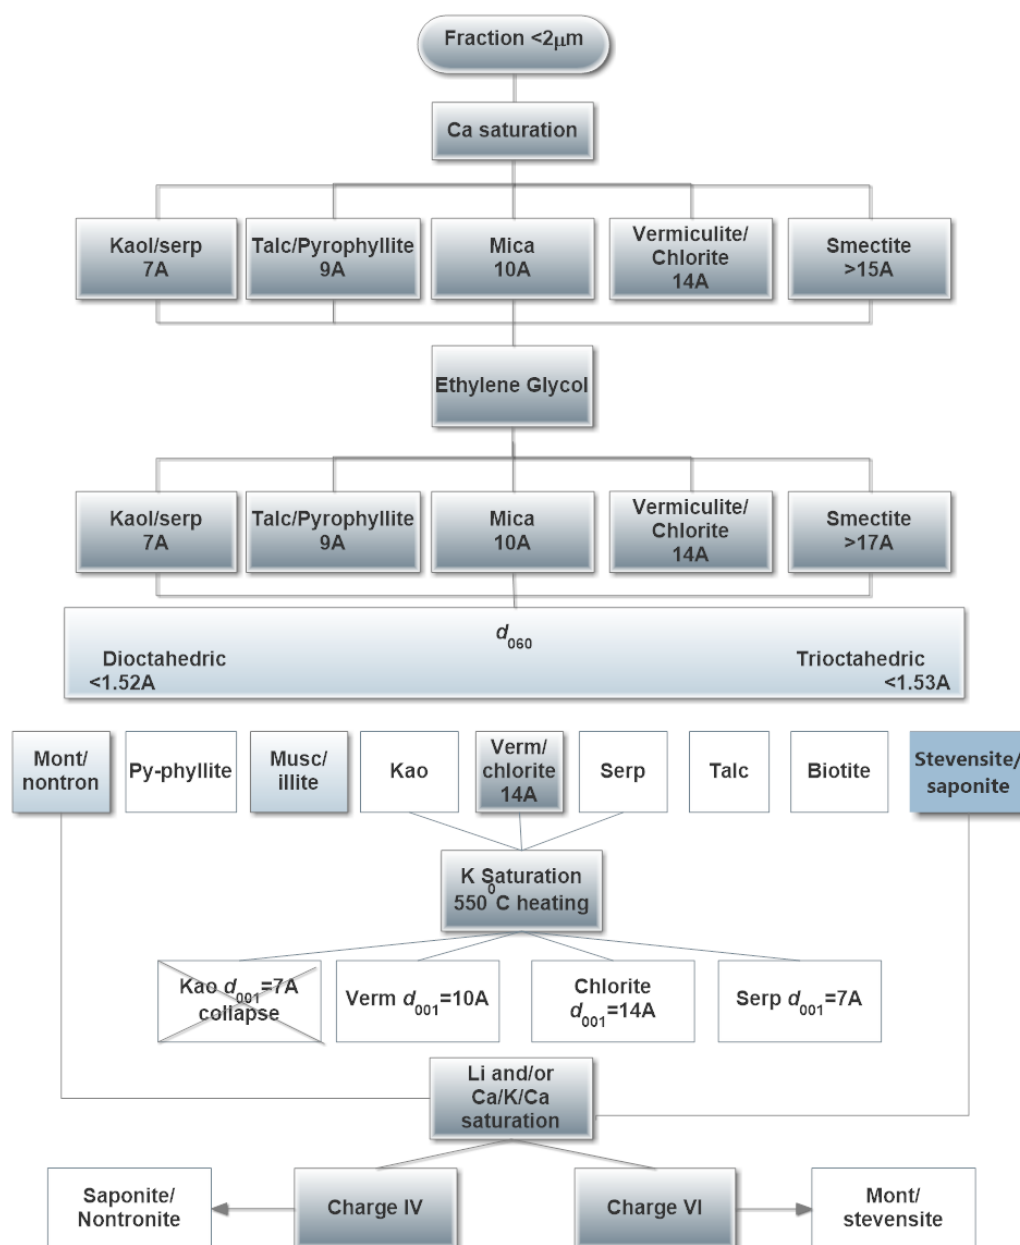 Fraction <2μm
Ca saturation
Kaol/serp
7A
Talc/Pyrophyllite
9A
Mica
10A
Vermiculite/
Chlorite
14A
Smectite
>15A
Ethylene Glycol
Kaol/serp
7A
Talc/Pyrophyllite
9A
Mica
10A
Vermiculite/
Chlorite
14A
Smectite
>17A
d060
Dioctahedric
<1.52A
Trioctahedric
<1.53A
Mont/
nontron
Py-phyllite
Musc/
illite
Kao
Verm/
chlorite
14A
Serp
Talc
Biotite
Stevensite/
saponite
K Saturation
550⁰C heating
Kao d001=7A
collapse
Verm d001=10A
Chlorite
d001=14A
Serp d001=7A
Li and/or
Ca/K/Ca
saturation
Saponite/
Nontronite
Charge IV
Charge VI
Mont/
stevensite